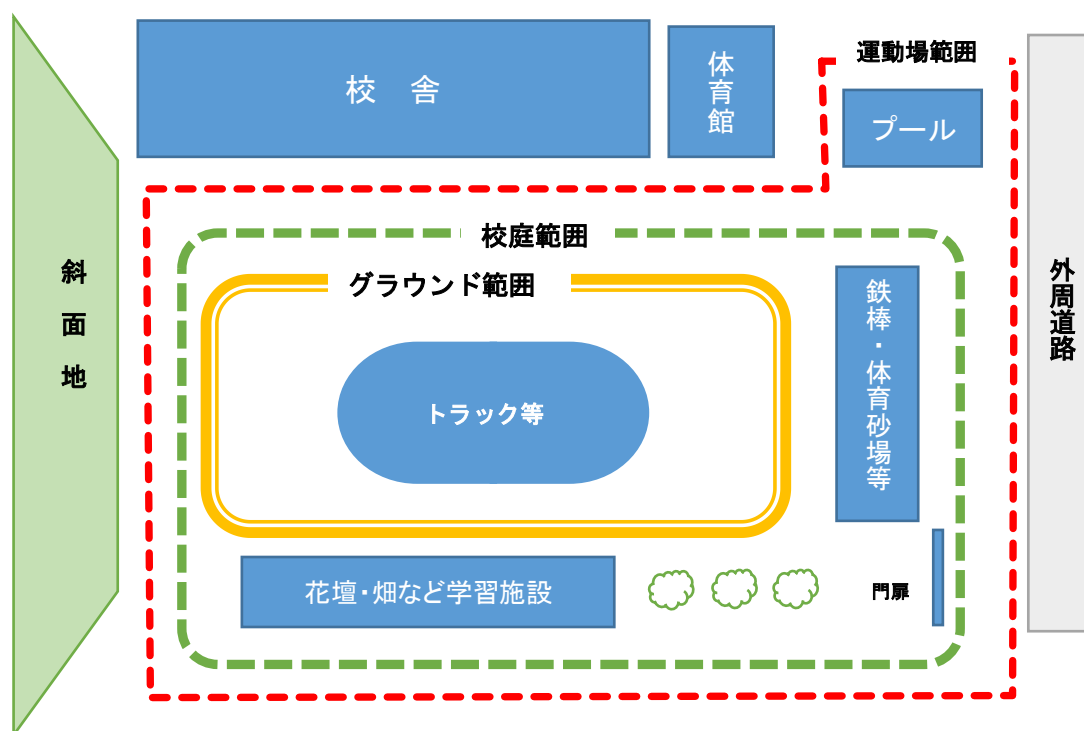 校　舎
体育館
運動場範囲
プール
校庭範囲
グラウンド範囲
トラック等
鉄棒・体育砂場等
斜面地
外周道路
花壇・畑など学習施設
門扉